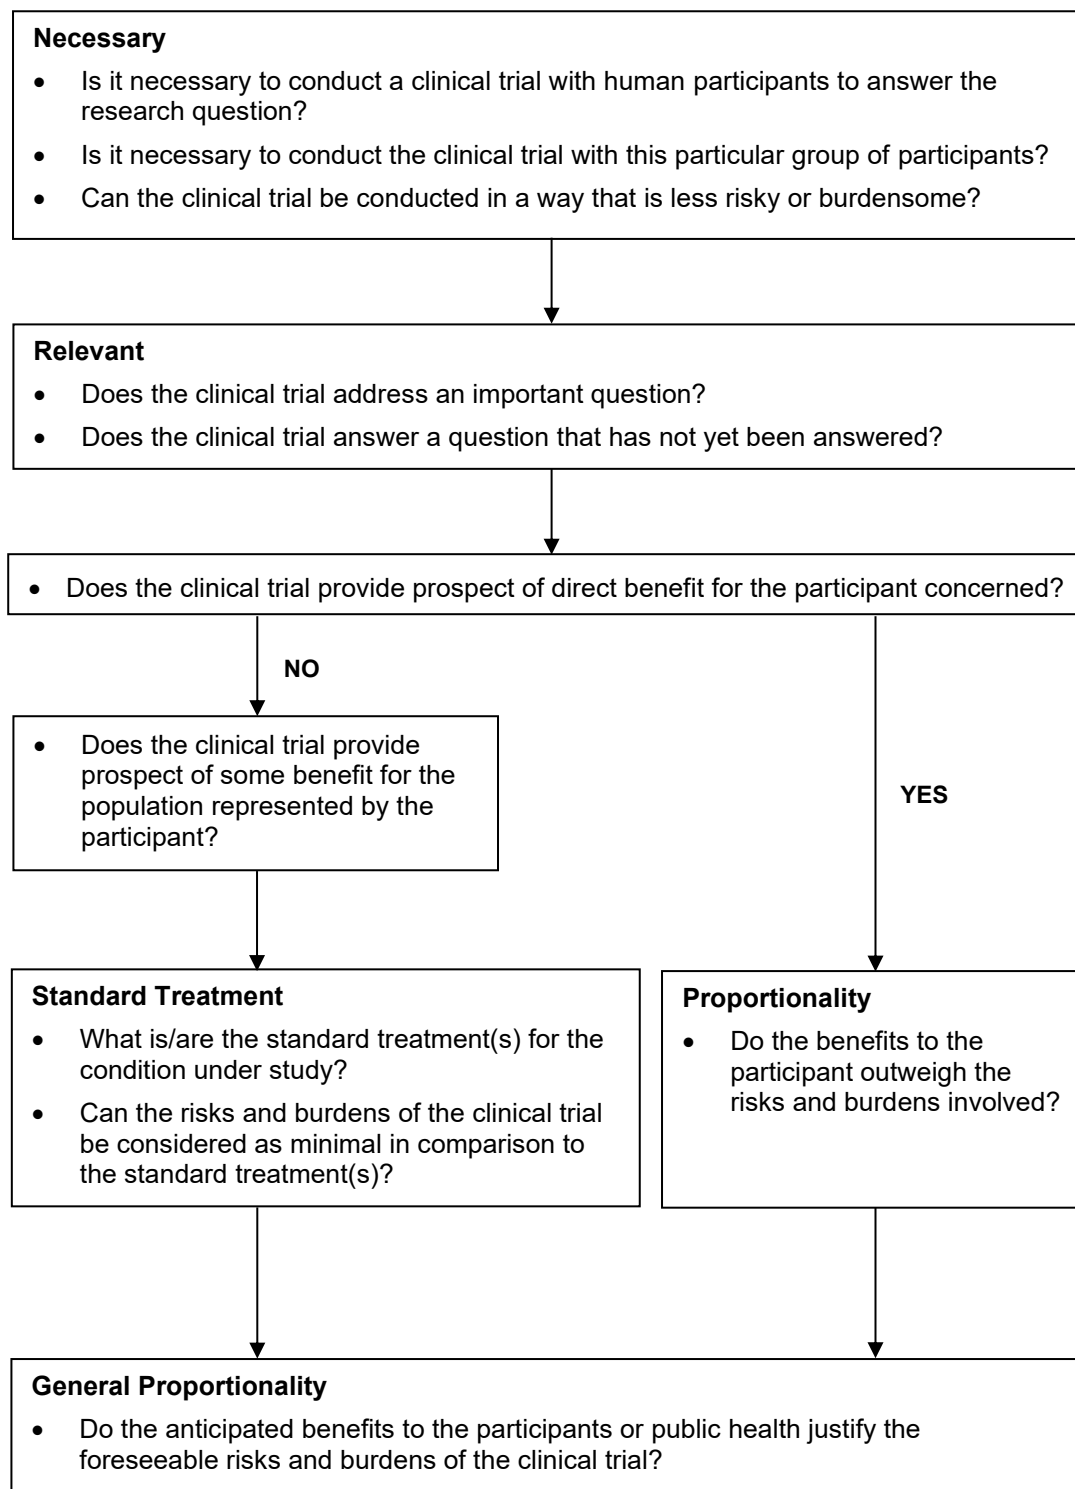 Necessary
• Is it necessary to conduct a clinical trial with human participants to answer the
research question?
• Is it necessary to conduct the clinical trial with this particular group of participants?
• Can the clinical trial be conducted in a way that is less risky or burdensome?
Relevant
• Does the clinical trial address an important question?
• Does the clinical trial answer a question that has not yet been answered?
• Does the clinical trial provide prospect of direct benefit for the participant concerned?
NO
• Does the clinical trial provide
prospect of some benefit for the
population represented by the
participant?
YES
Standard Treatment
• What is/are the standard treatment(s) for the
condition under study?
• Can the risks and burdens of the clinical trial
be considered as minimal in comparison to
the standard treatment(s)?
Proportionality
• Do the benefits to the
participant outweigh the
risks and burdens involved?
General Proportionality
• Do the anticipated benefits to the participants or public health justify the
foreseeable risks and burdens of the clinical trial?